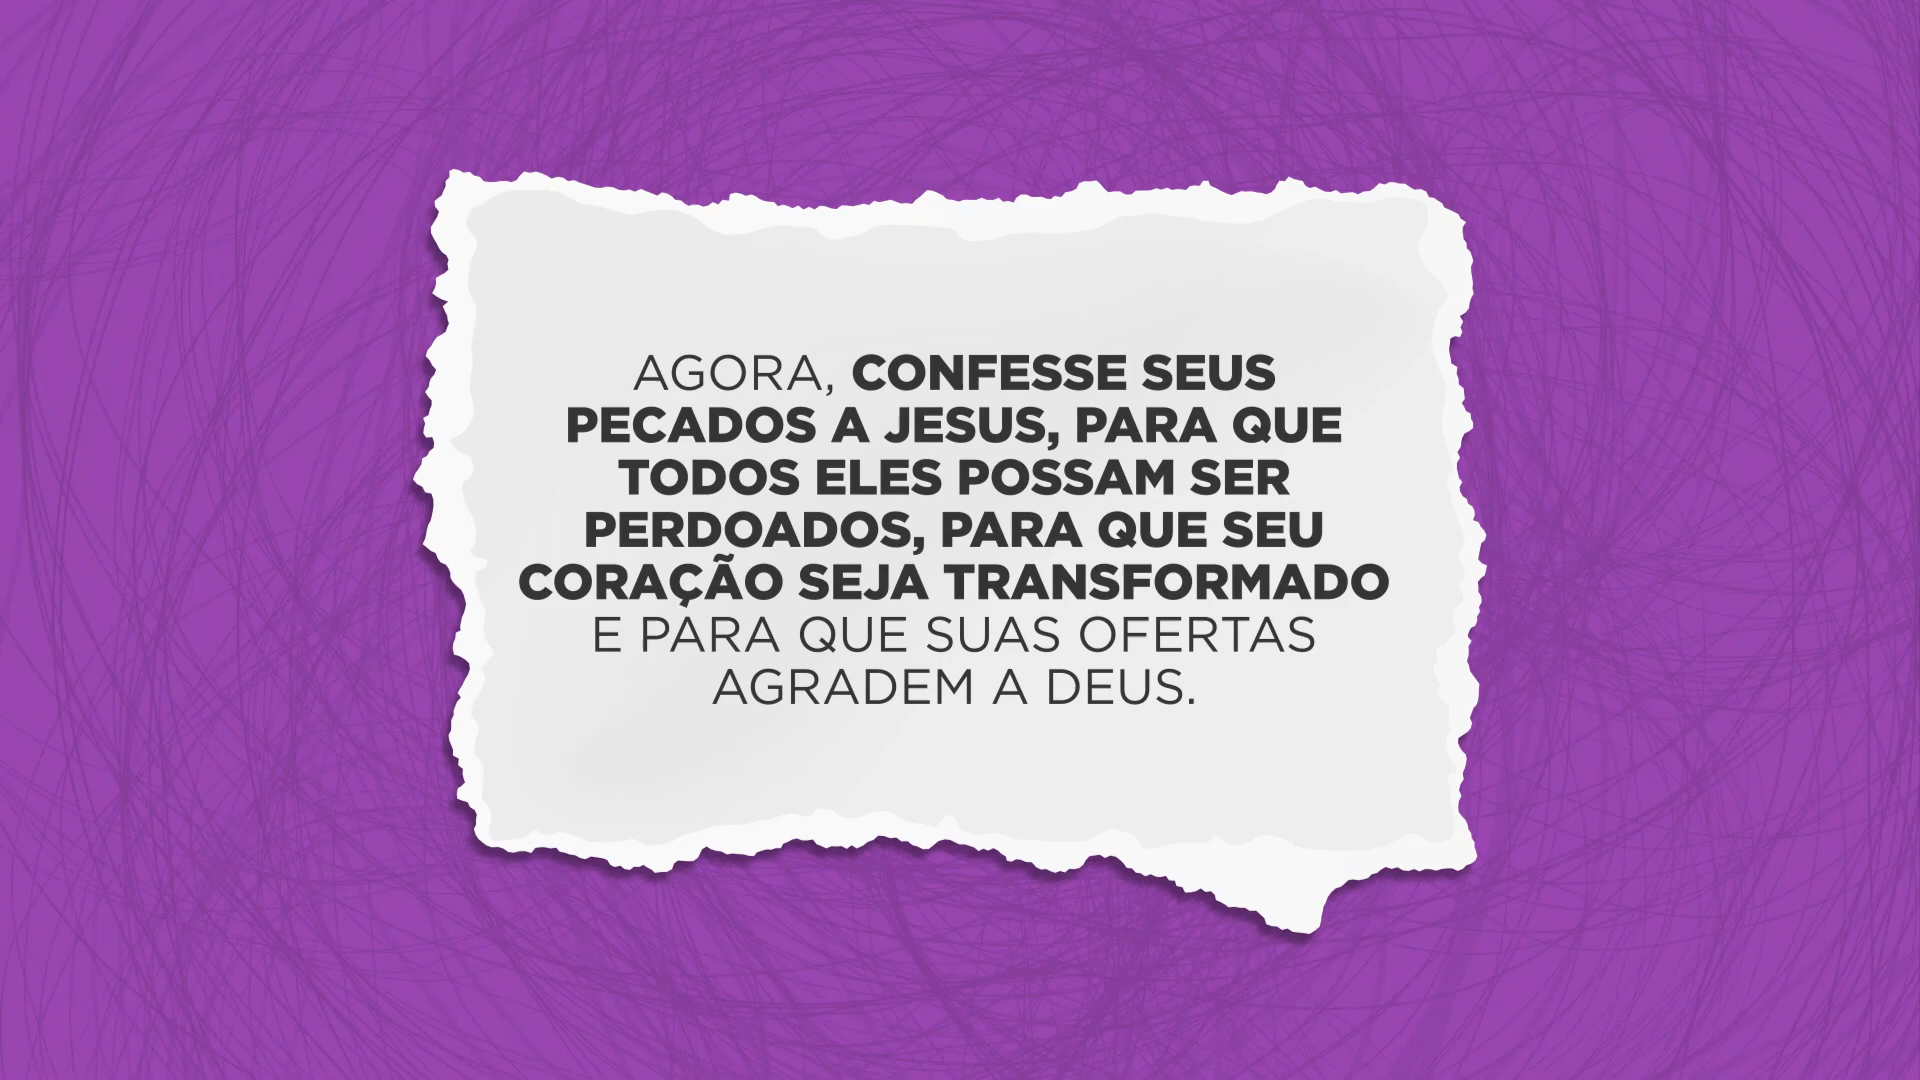 AGORA, CONFESSE SEUS
PECADOS A JESUS, PARA QUE
TODOS ELES POSSAM SER
PERDOADOS, PARA QUE SEU
CORAÇÃO SEJA TRANSFORMADO
E PARA QUE SUAS OFERTAS
AGRADEM A DEUS.